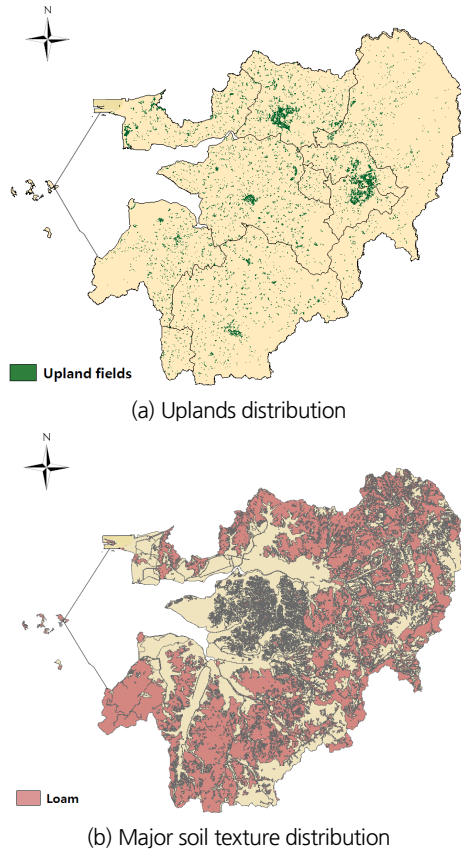 N
Upland fields
(a) Uplands distribution
N
Loam
(b) Major soil texture distribution